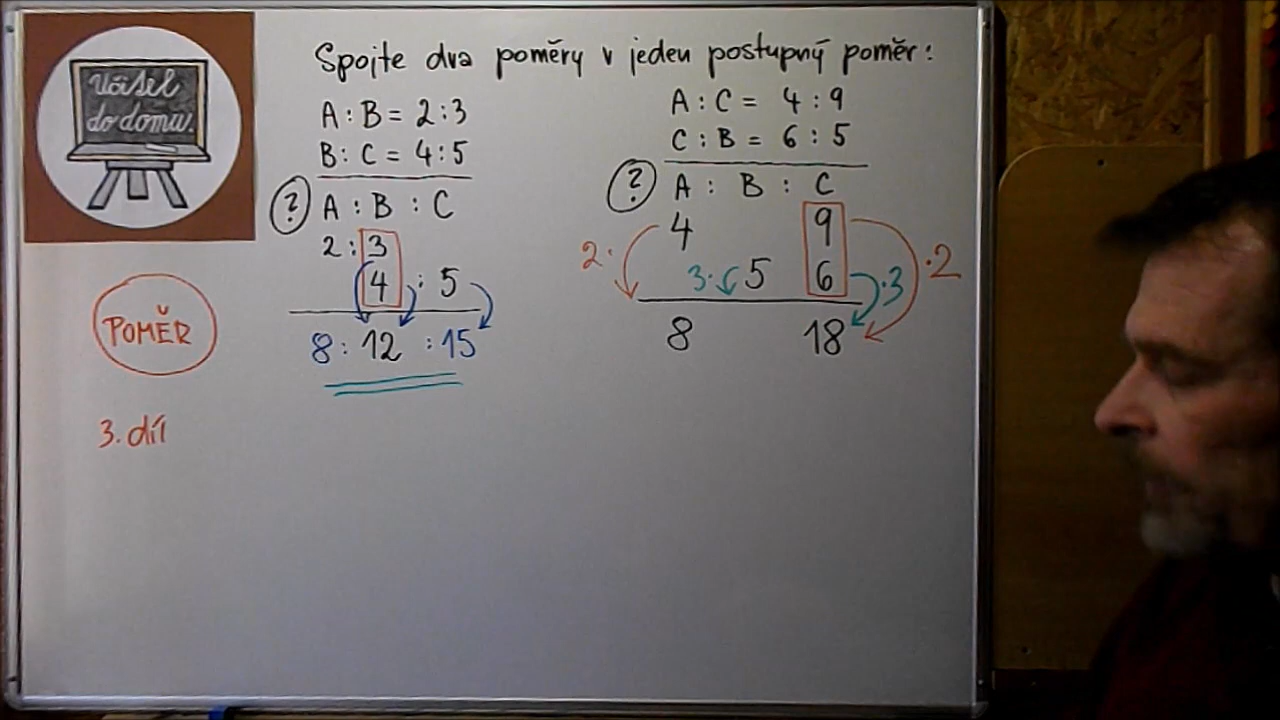 Učitel
do domu.
POMĚR
3. díl
Spojte dva poměry v jeden postupný poměr:
A : B = 2 : 3
B : C = 4 : 5
? A : B : C
2 : 3
4 : 5
8 : 12 : 15
A : C = 4 : 9
C : B = 6 : 5
? A : B : C
4 9
2· 3· 5 6 ·3 ·2
8 18